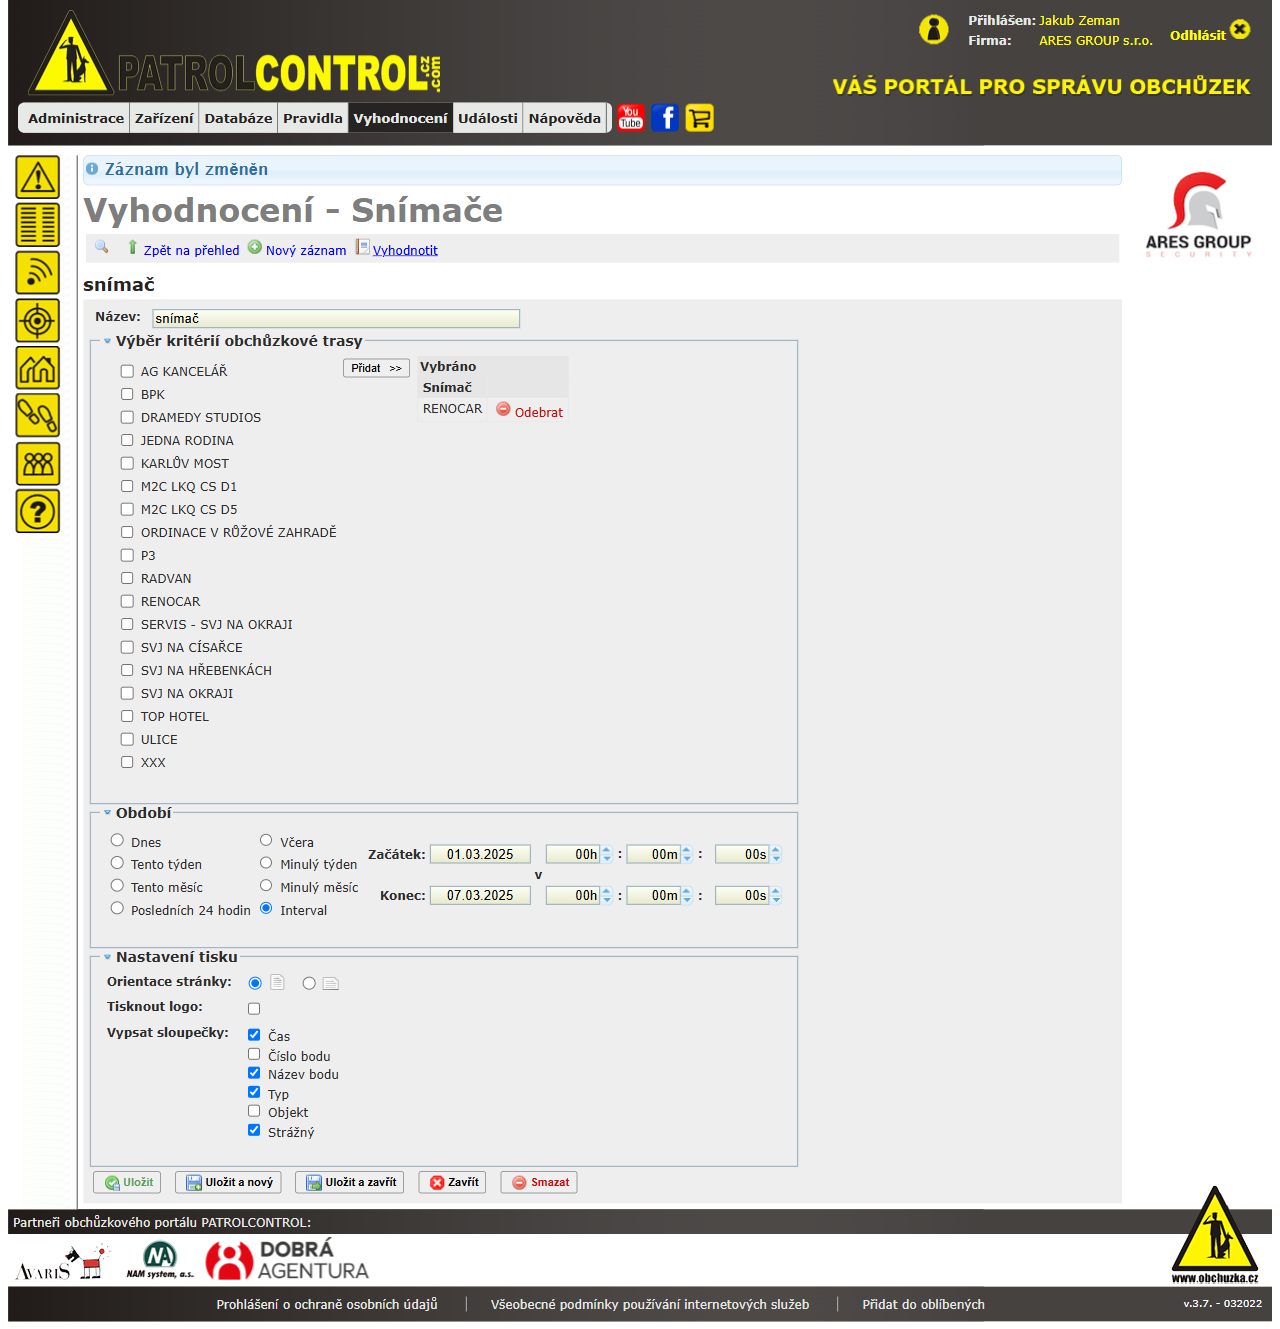 PATROLCONTROL.cz .com
Přihlášen: Jakub Zeman
Firma: ARES GROUP s.r.o.
Odhlásit
VÁŠ PORTÁL PRO SPRÁVU OBCHŮZEK
Administrace Zařízení Databáze Pravidla Vyhodnocení Události Nápověda You Tube f
Záznam byl změněn
Vyhodnocení - Snímače
ARES GROUP
SECURITY
Zpět na přehled Nový záznam Vyhodnotit
snímač
Název: snímač
Výběr kritérií obchůzkové trasy
AG KANCELÁŘ
BPK
DRAMEDY STUDIOS
JEDNA RODINA
KARLŮV MOST
M2C LKQ CS D1
M2C LKQ CS D5
ORDINACE V RŮŽOVÉ ZAHRADĚ
P3
RADVAN
RENOCAR
SERVIS - SVJ NA OKRAJI
SVJ NA CÍSAŘCE
SVJ NA HŘEBENKÁCH
SVJ NA OKRAJI
TOP HOTEL
ULICE
XXX
Přidat >>
Vybráno
Snímač
RENOCAR Odebrat
Období
Dnes Včera
Tento týden Minulý týden
Tento měsíc Minulý měsíc
Posledních 24 hodin Interval
Začátek: 01.03.2025 00h : 00m : 00s
v
Konec: 07.03.2025 00h : 00m : 00s
Nastavení tisku
Orientace stránky:
Tisknout logo:
Vypsat sloupečky: Čas
Číslo bodu
Název bodu
Typ
Objekt
Strážný
Uložit Uložit a nový Uložit a zavřít Zavřít Smazat
Partneři obchůzkového portálu PATROLCONTROL:
AVARIS
NAM system, a.s.
DOBRÁ
AGENTURA
www.obchuzka.cz
Prohlášení o ochraně osobních údajů | Všeobecné podmínky používání internetových služeb | Přidat do oblíbených
v.3.7. - 032022